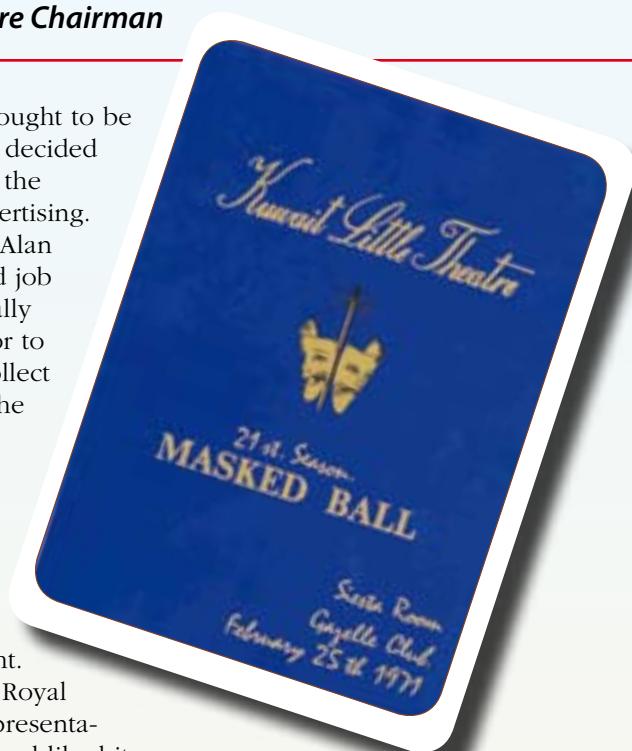 re Chairman
ought to be
decided
the
ertising.
Alan
d job
ally
or to
ollect
he
nt.
Royal
presenta-
Kuwait Little Theatre
21st. Season
MASKED BALL
Siesta Room
Gazelle Club
February 25th 1971